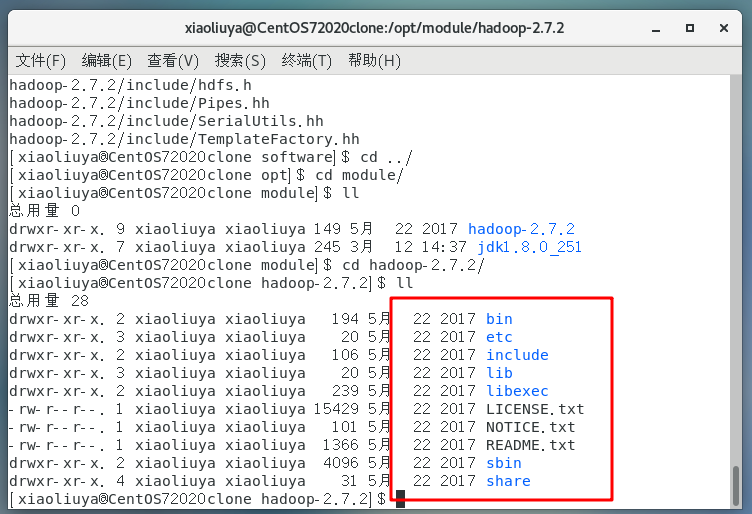 xiaoliuya@CentOS72020clone:/opt/module/hadoop-2.7.2
文件(F) 编辑(E) 查看(V) 搜索(S) 终端(T) 帮助(H)
hadoop-2.7.2/include/hdfs.h
hadoop-2.7.2/include/Pipes.hh
hadoop-2.7.2/include/SerialUtils.hh
hadoop-2.7.2/include/TemplateFactory.hh
[xiaoliuya@CentOS72020clone software]$ cd ../
[xiaoliuya@CentOS72020clone opt]$ cd module/
[xiaoliuya@CentOS72020clone module]$ ll
总用量 0
drwxr-xr-x. 9 xiaoliuya xiaoliuya 149 5月 22 2017 hadoop-2.7.2
drwxr-xr-x. 7 xiaoliuya xiaoliuya 245 3月 12 14:37 jdk1.8.0_251
[xiaoliuya@CentOS72020clone module]$ cd hadoop-2.7.2/
[xiaoliuya@CentOS72020clone hadoop-2.7.2]$ ll
总用量 28
drwxr-xr-x. 2 xiaoliuya xiaoliuya 194 5月 22 2017 bin
drwxr-xr-x. 3 xiaoliuya xiaoliuya 20 5月 22 2017 etc
drwxr-xr-x. 2 xiaoliuya xiaoliuya 106 5月 22 2017 include
drwxr-xr-x. 3 xiaoliuya xiaoliuya 20 5月 22 2017 lib
drwxr-xr-x. 2 xiaoliuya xiaoliuya 239 5月 22 2017 libexec
-rw-r--r--. 1 xiaoliuya xiaoliuya 15429 5月 22 2017 LICENSE.txt
-rw-r--r--. 1 xiaoliuya xiaoliuya 101 5月 22 2017 NOTICE.txt
-rw-r--r--. 1 xiaoliuya xiaoliuya 1366 5月 22 2017 README.txt
drwxr-xr-x. 2 xiaoliuya xiaoliuya 4096 5月 22 2017 sbin
drwxr-xr-x. 4 xiaoliuya xiaoliuya 31 5月 22 2017 share
[xiaoliuya@CentOS72020clone hadoop-2.7.2]$